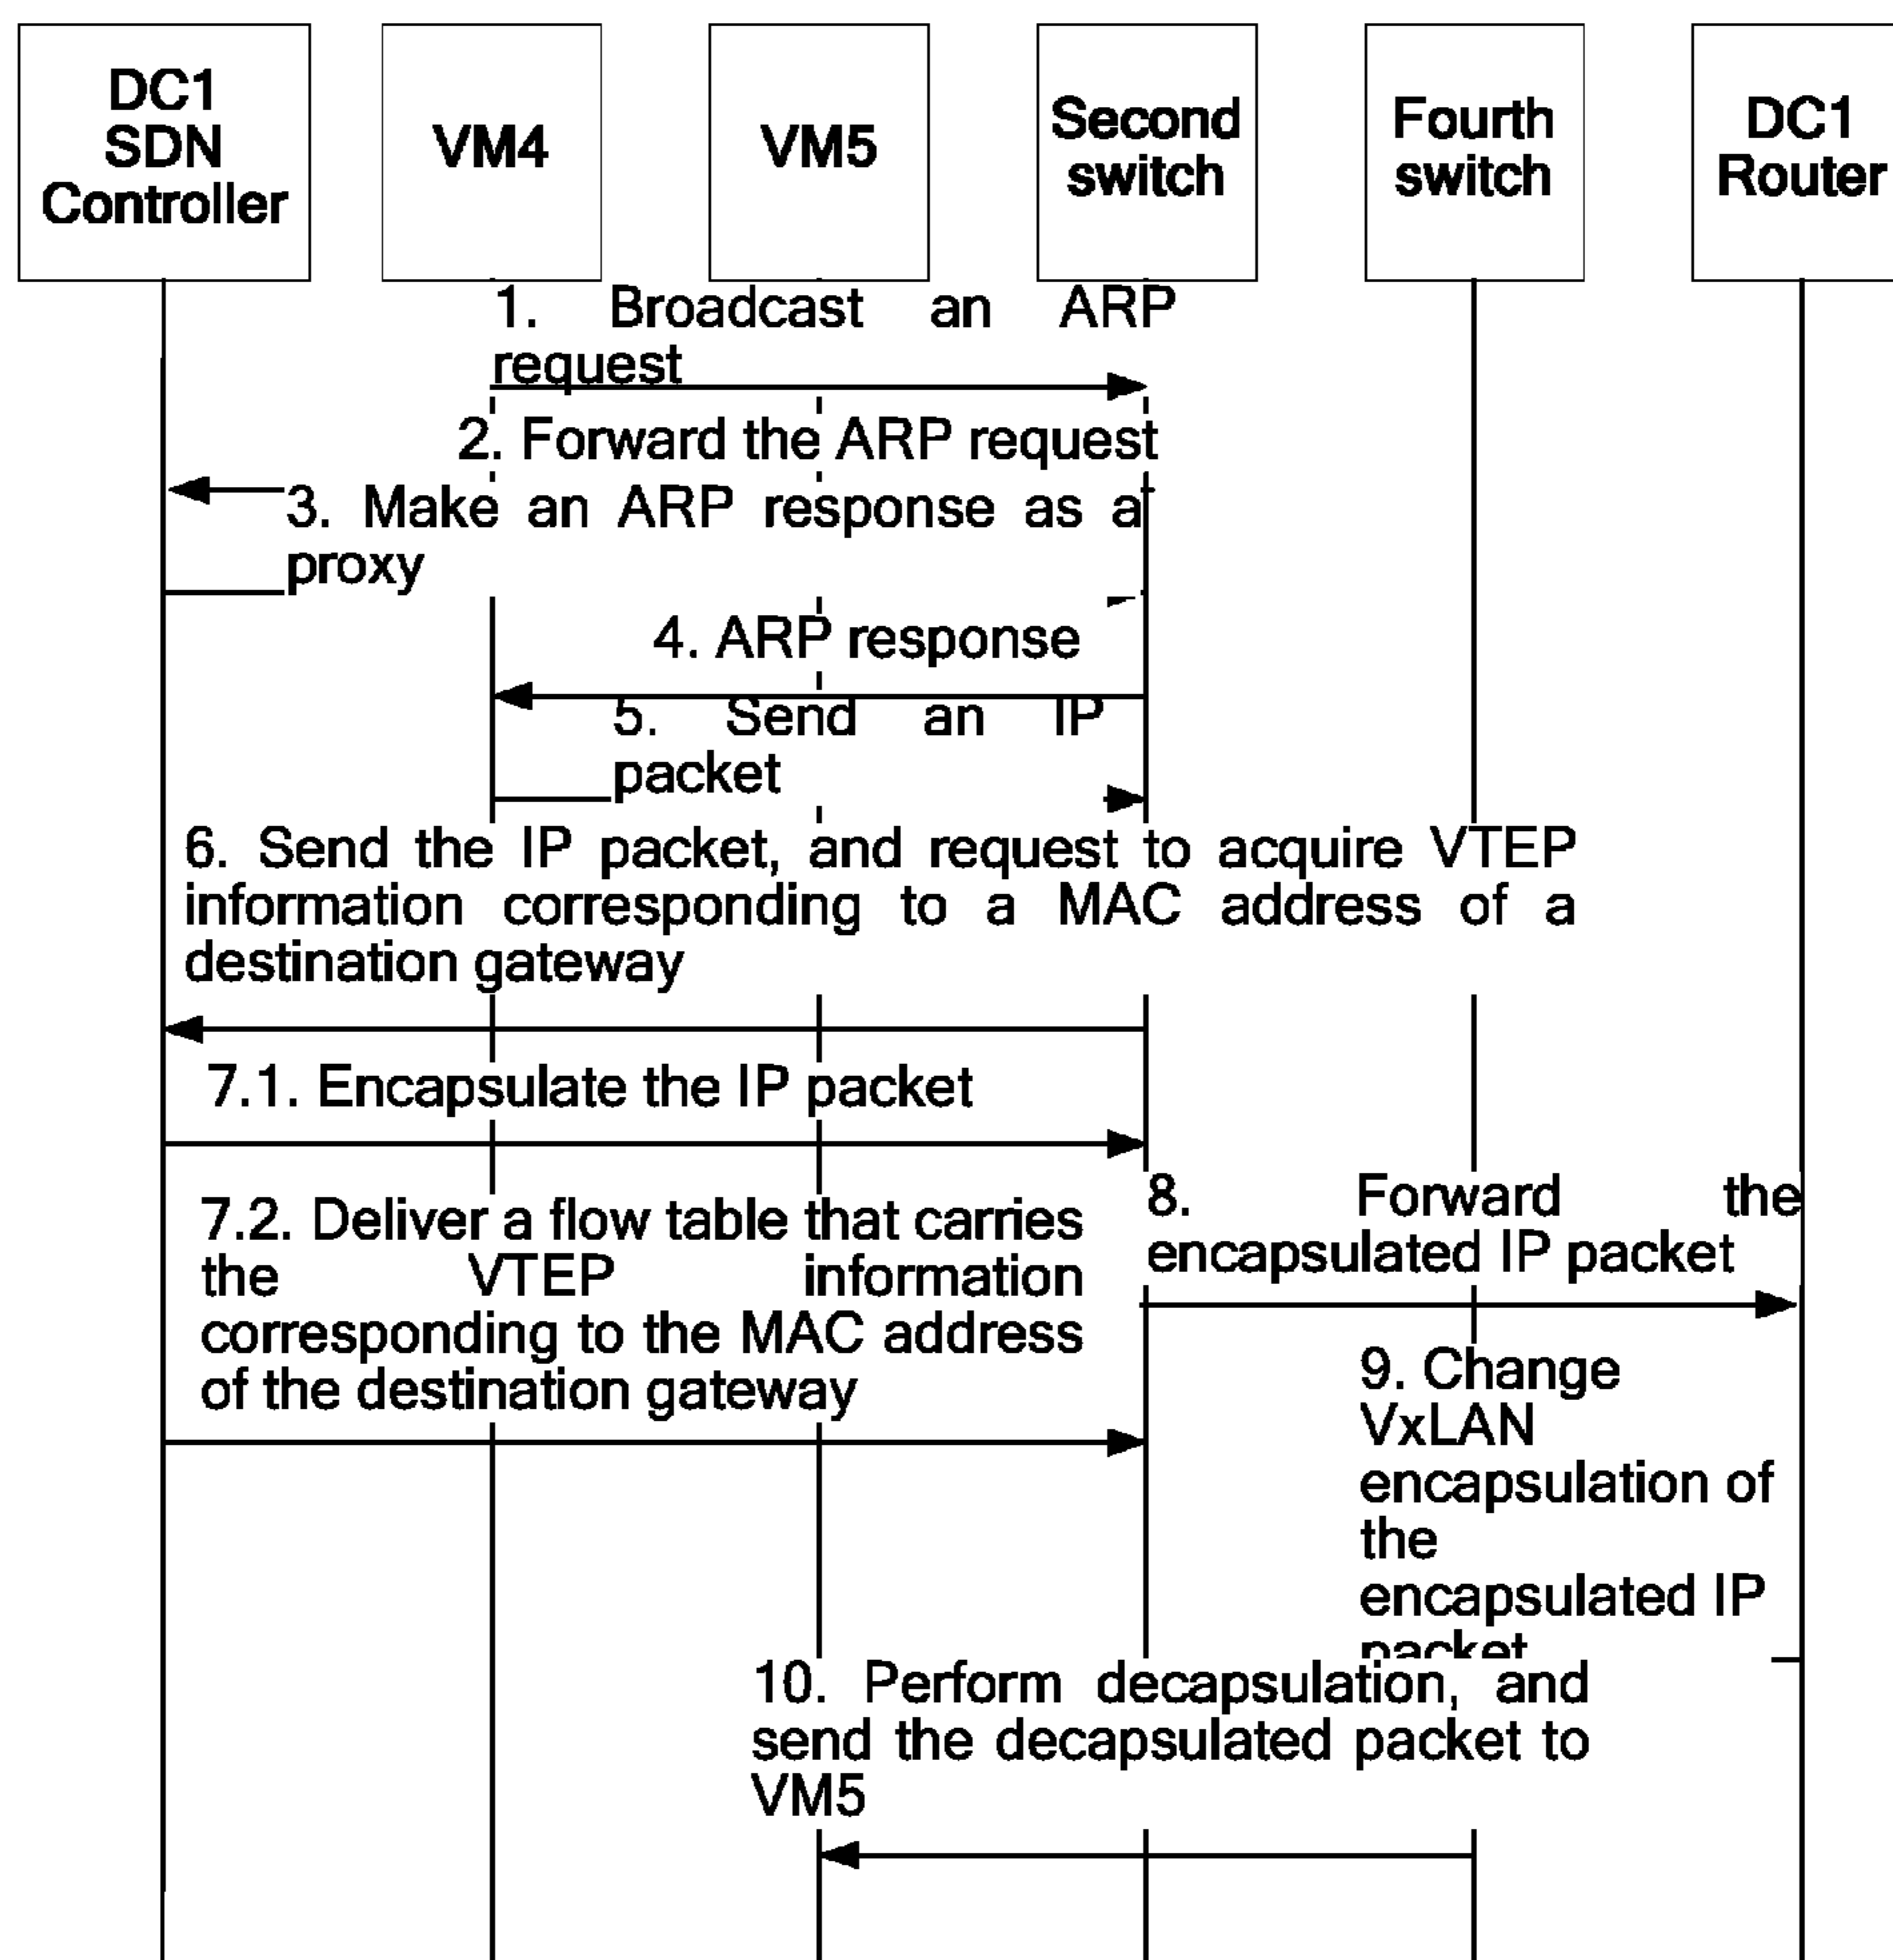 DC1
SDN
Controller
VM4
VM5
Second
switch
Fourth
switch
DC1
Router
1. Broadcast an ARP
request
2. Forward the ARP request
3. Make an ARP response as a
proxy
4. ARP response
5. Send an IP
packet
6. Send the IP packet, and request to acquire VTEP
information corresponding to a MAC address of a
destination gateway
7.1. Encapsulate the IP packet
7.2. Deliver a flow table that carries
the VTEP information
corresponding to the MAC address
of the destination gateway
8. Forward the
encapsulated IP packet
9. Change
VxLAN
encapsulation of
the
encapsulated IP
packet
10. Perform decapsulation, and
send the decapsulated packet to
VM5